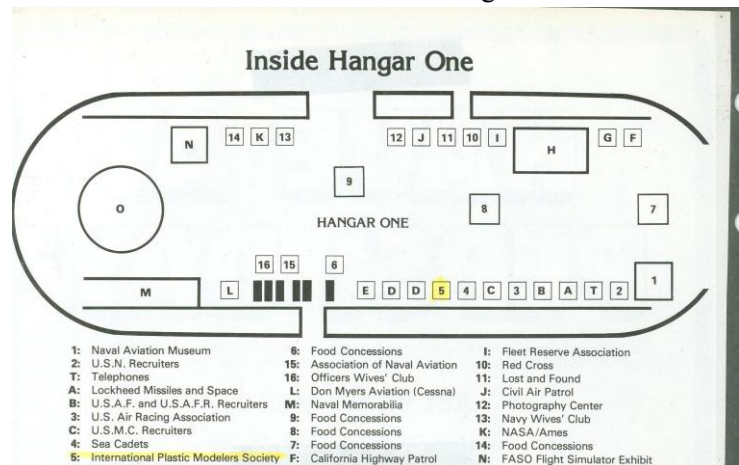 Inside Hangar One
N 14 K 13 12 J 11 10 I H G F
9
O 8 7
HANGAR ONE
16 15 6
M L E D D 5 4 C 3 B A T 2 1
1: Naval Aviation Museum
2: U.S.N. Recruiters
T: Telephones
A: Lockheed Missiles and Space
B: U.S.A.F. and U.S.A.F.R. Recruiters
3: U.S. Air Racing Association
C: U.S.M.C. Recruiters
4: Sea Cadets
5: International Plastic Modelers Society
6: Food Concessions
15: Association of Naval Aviation
16: Officers Wives' Club
L: Don Myers Aviation (Cessna)
M: Naval Memorabilia
9: Food Concessions
8: Food Concessions
7: Food Concessions
F: California Highway Patrol
I: Fleet Reserve Association
10: Red Cross
11: Lost and Found
J: Civil Air Patrol
12: Photography Center
13: Navy Wives' Club
K: NASA/Ames
14: Food Concessions
N: FASO Flight Simulator Exhibit